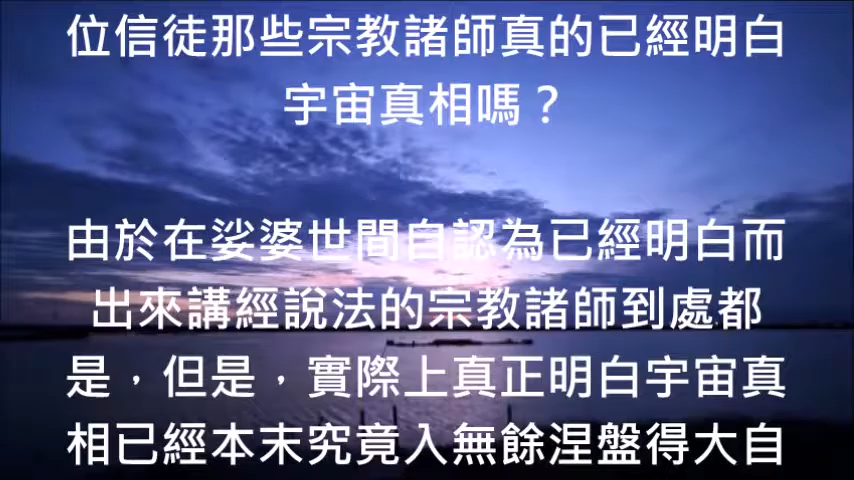 位信徒那些宗教諸師真的已經明白
宇宙真相嗎？
由於在娑婆世間自認為已經明白而
出來講經說法的宗教諸師到處都
是，但是，實際上真正明白宇宙真
相已經本末究竟入無餘涅盤得大自